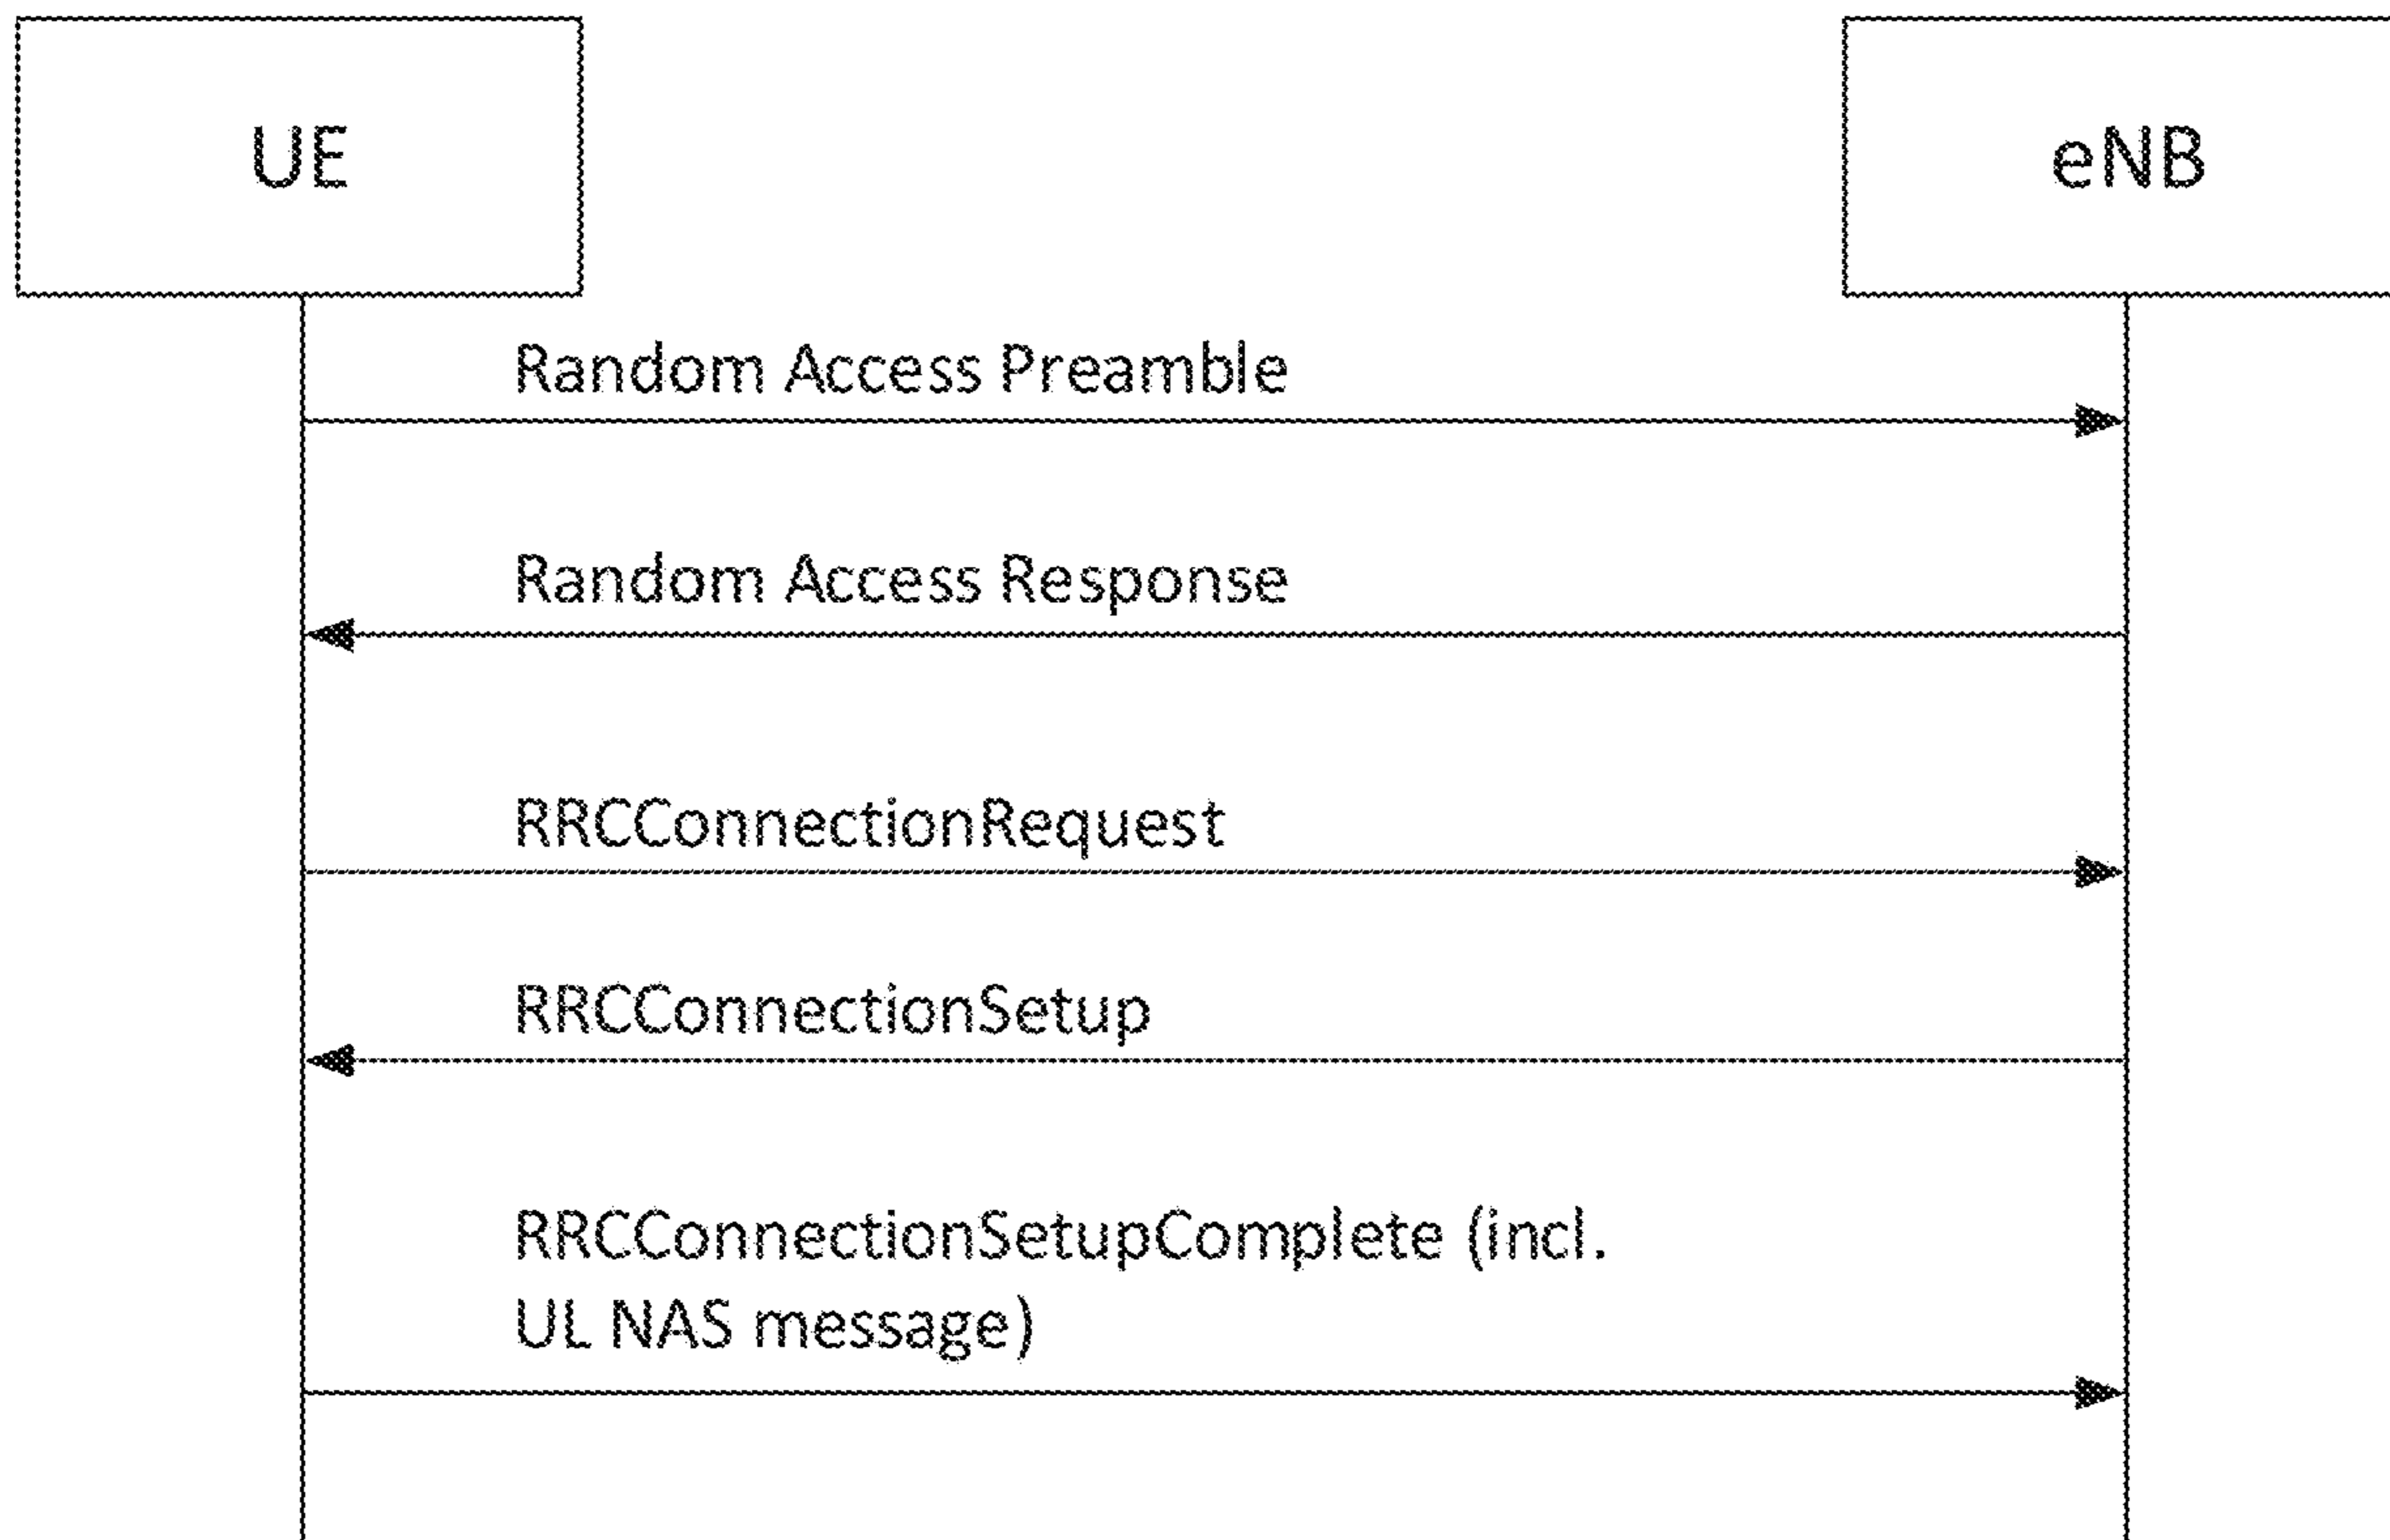 UE
eNB
Random Access Preamble
Random Access Response
RRCConnectionRequest
RRCConnectionSetup
RRCConnectionSetupComplete (incl.
UL NAS message)